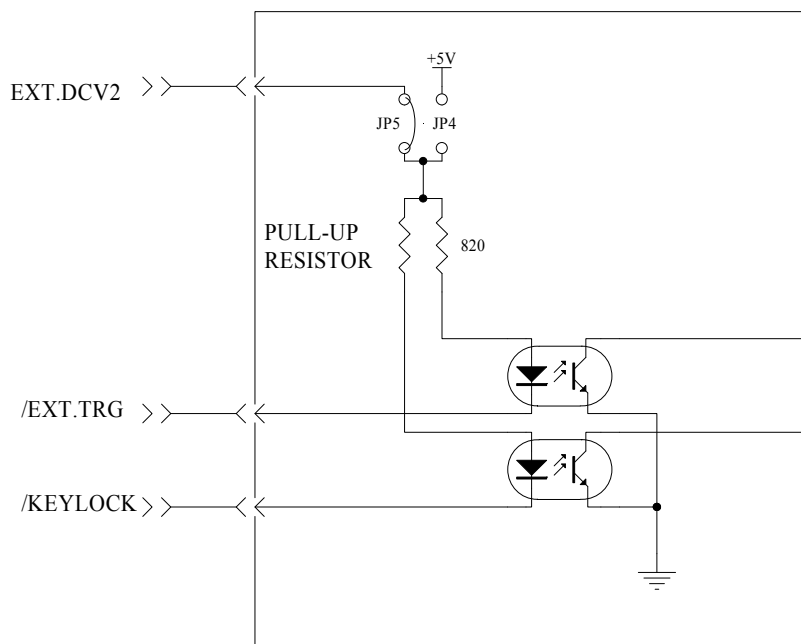 +5V
EXT.DCV2
JP5
JP4
PULL-UP
RESISTOR
820
/EXT.TRG
/KEYLOCK